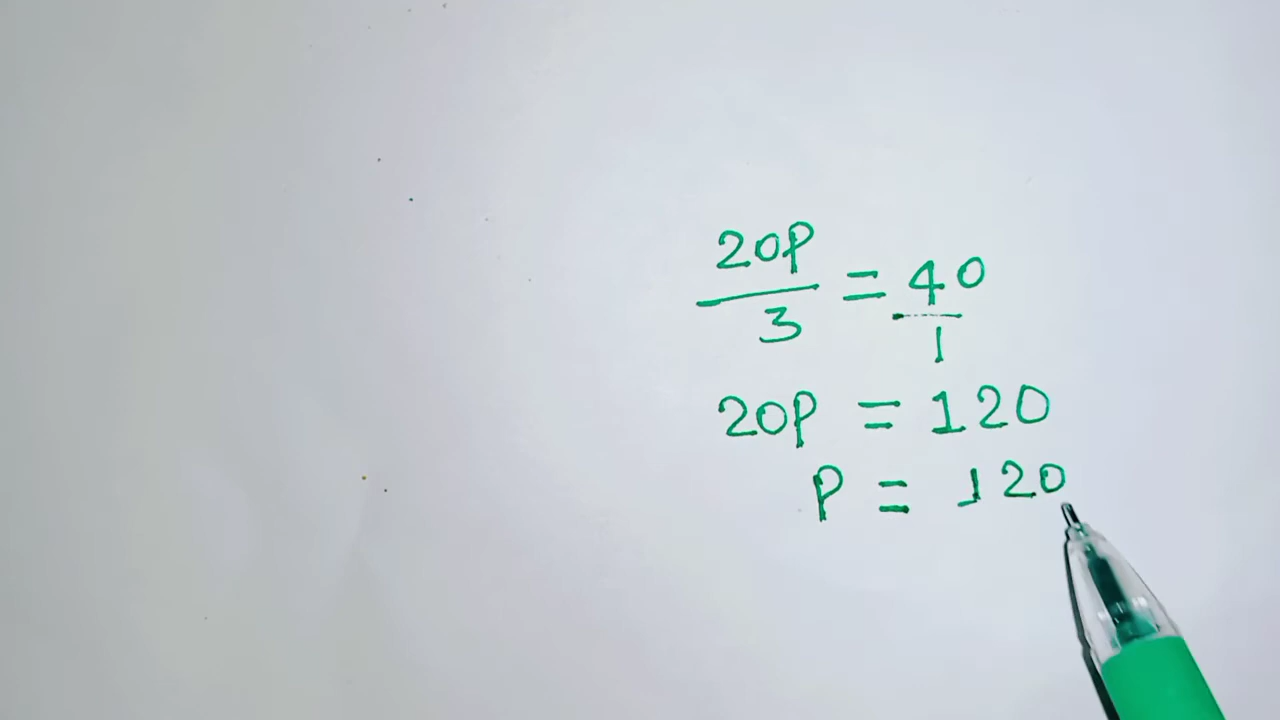 20P/3 = 40/1
20P = 120
P = 120